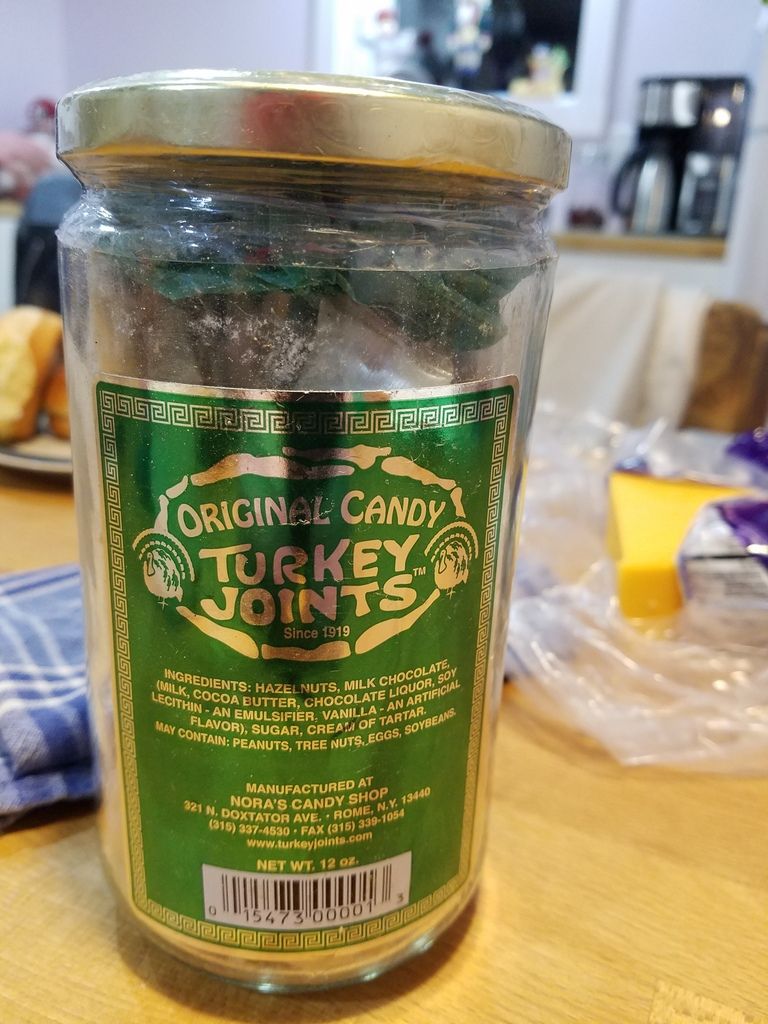 ORIGINAL CANDY
TURKEY
JOINTS™
Since 1919
INGREDIENTS: HAZELNUTS, MILK CHOCOLATE,
(MILK, COCOA BUTTER, CHOCOLATE LIQUOR, SOY
LECITHIN - AN EMULSIFIER, VANILLA - AN ARTIFICIAL
FLAVOR), SUGAR, CREAM OF TARTAR.
MAY CONTAIN: PEANUTS, TREE NUTS, EGGS, SOYBEANS.
MANUFACTURED AT
NORA'S CANDY SHOP
321 N. DOXTATOR AVE. • ROME, N.Y. 13440
(315) 337-4530 • FAX (315) 339-1054
www.turkeyjoints.com
NET WT. 12 oz.
0 15473 00001 3